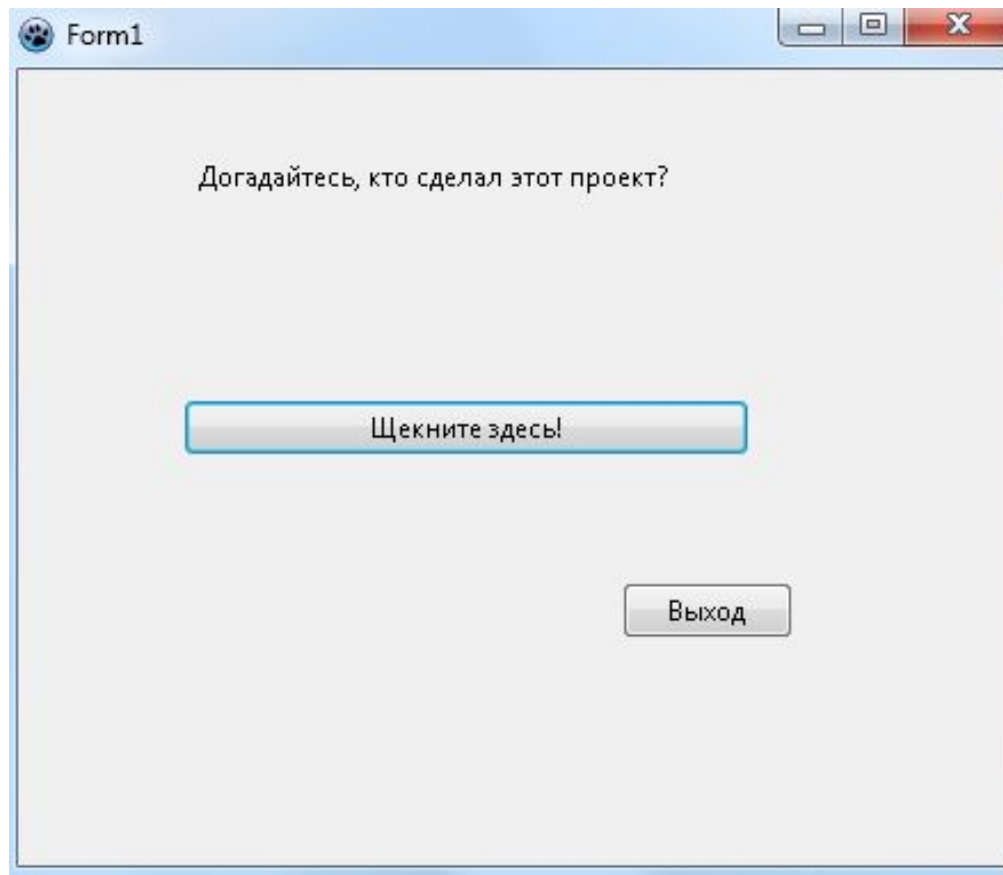 Form1
Догадайтесь, кто сделал этот проект?
Щекните здесь!
Выход